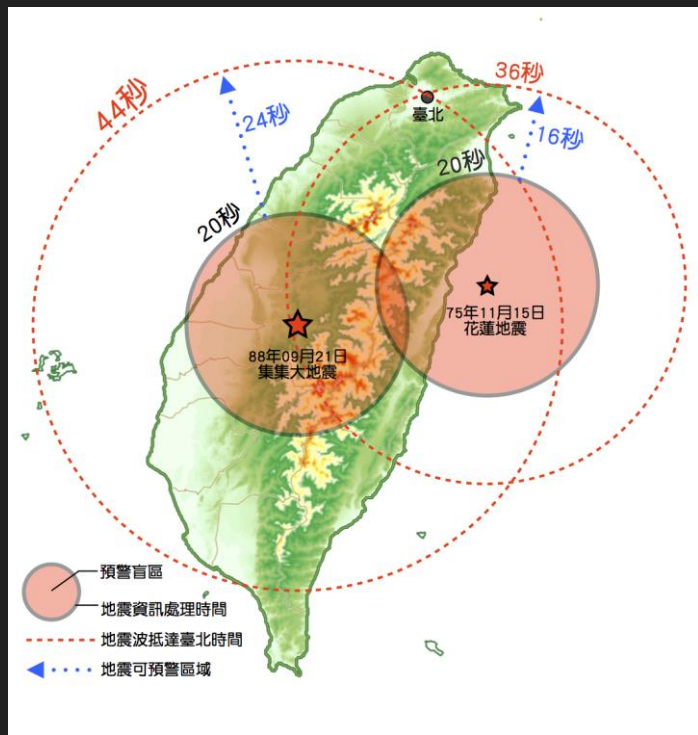 44秒
24秒
36秒
臺北
16秒
20秒
20秒
75年11月15日
花蓮地震
88年09月21日
集集大地震
預警盲區
地震資訊處理時間
地震波抵達臺北時間
地震可預警區域